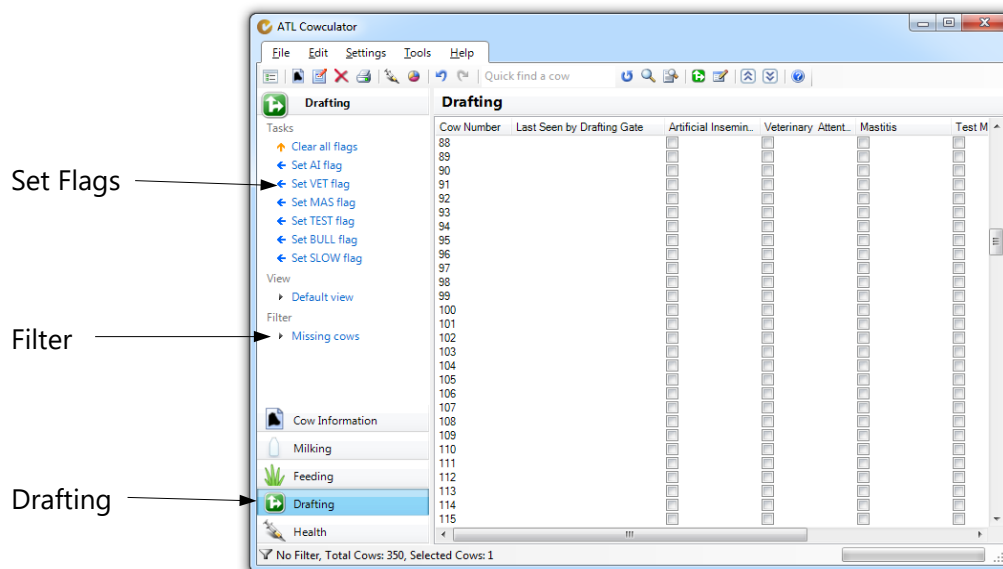 ATL Cowculator
File Edit Settings Tools Help
Quick find a cow
Drafting
Tasks
Clear all flags
Set AI flag
Set VET flag
Set MAS flag
Set TEST flag
Set BULL flag
Set SLOW flag
View
Default view
Filter
Missing cows
Cow Information
Milking
Feeding
Drafting
Health
Drafting
Cow Number Last Seen by Drafting Gate Artificial Insemin... Veterinary Attent... Mastitis Test M
88
89
90
91
92
93
94
95
96
97
98
99
100
101
102
103
104
105
106
107
108
109
110
111
112
113
114
115
No Filter, Total Cows: 350, Selected Cows: 1
Set Flags
Filter
Drafting